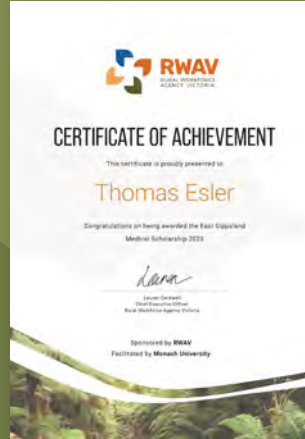 RWAV
RURAL WORKFORCE
AGENCY VICTORIA
CERTIFICATE OF ACHIEVEMENT
This certificate is proudly presented to
Thomas Esler
Congratulations on being awarded the East Gippsland
Medical Scholarship 2023
Chief Executive Officer
Rural Workforce Agency Victoria
Sponsored by RWAV
Facilitated by Monash University